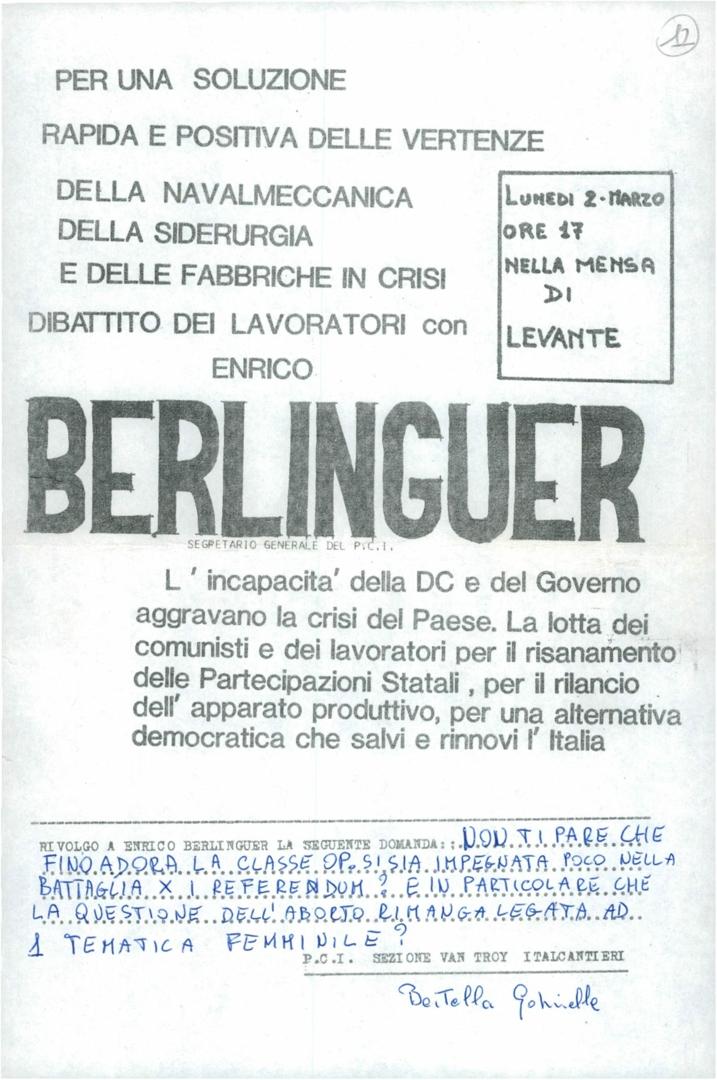 12
PER UNA SOLUZIONE
RAPIDA E POSITIVA DELLE VERTENZE
DELLA NAVALMECCANICA
DELLA SIDERURGIA
E DELLE FABBRICHE IN CRISI
DIBATTITO DEI LAVORATORI con
ENRICO
LUNEDI 2·MARZO
ORE 17
NELLA MENSA
DI
LEVANTE
BERLINGUER
SEGRETARIO GENERALE DEL P.C.I.
L' incapacita' della DC e del Governo
aggravano la crisi del Paese. La lotta dei
comunisti e dei lavoratori per il risanamento
delle Partecipazioni Statali , per il rilancio
dell' apparato produttivo, per una alternativa
democratica che salvi e rinnovi l' Italia
RIVOLGO A ENRICO BERLINGUER LA SEGUENTE DOMANDA: NON TI PARE CHE
FINO ADORA LA CLASSE OP. SI SIA IMPEGNATA POCO NELLA
BATTAGLIA X I REFERENDUM? E IN PARTICOLARE CHE
LA QUESTIONE DELL'ABORTO RIMANGA LEGATA AD
1 TEMATICA FEMMINILE?
P.C.I. SEZIONE VAN TROY ITALCANTIERI